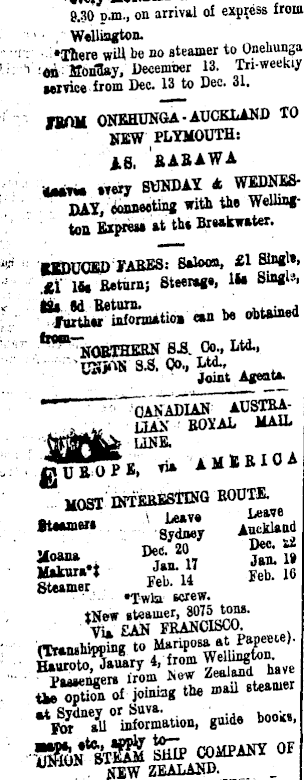 9.30 p.m., on arrival of express from
Wellington.
*There will be no steamer to Onehunga
on Monday, December 13. Tri-weekly
service from Dec. 13 to Dec. 31.
FROM ONEHUNGA-AUCKLAND TO
NEW PLYMOUTH:
SS. RARAWA
Leaves every SUNDAY & WEDNES-
DAY, connecting with the Welling-
ton Express at the Breakwater.
REDUCED FARES: Saloon, £1 Single,
£1 15s Return; Steerage, 15s Single,
6d Return.
Further information can be obtained
from—
NORTHERN S.S. Co., Ltd.,
UNION S.S. Co., Ltd.,
Joint Agents.
CANADIAN AUSTRA-
LIAN ROYAL MAIL
LINE.
EUROPE, via AMERICA
MOST INTERESTING ROUTE.
Steamers Leave Leave
Sydney Auckland
Moana Dec. 20 Dec. 22
Makura*‡ Jan. 17 Jan. 19
Steamer Feb. 14 Feb. 16
*Twin screw.
‡New steamer, 8075 tons.
Via SAN FRANCISCO.
(Transhipping to Mariposa at Papeete).
Hauroto, Jauary 4, from Wellington.
Passengers from New Zealand have
the option of joining the mail steamer
at Sydney or Suva.
For all information, guide books,
maps, etc., apply to—
UNION STEAM SHIP COMPANY OF
NEW ZEALAND.